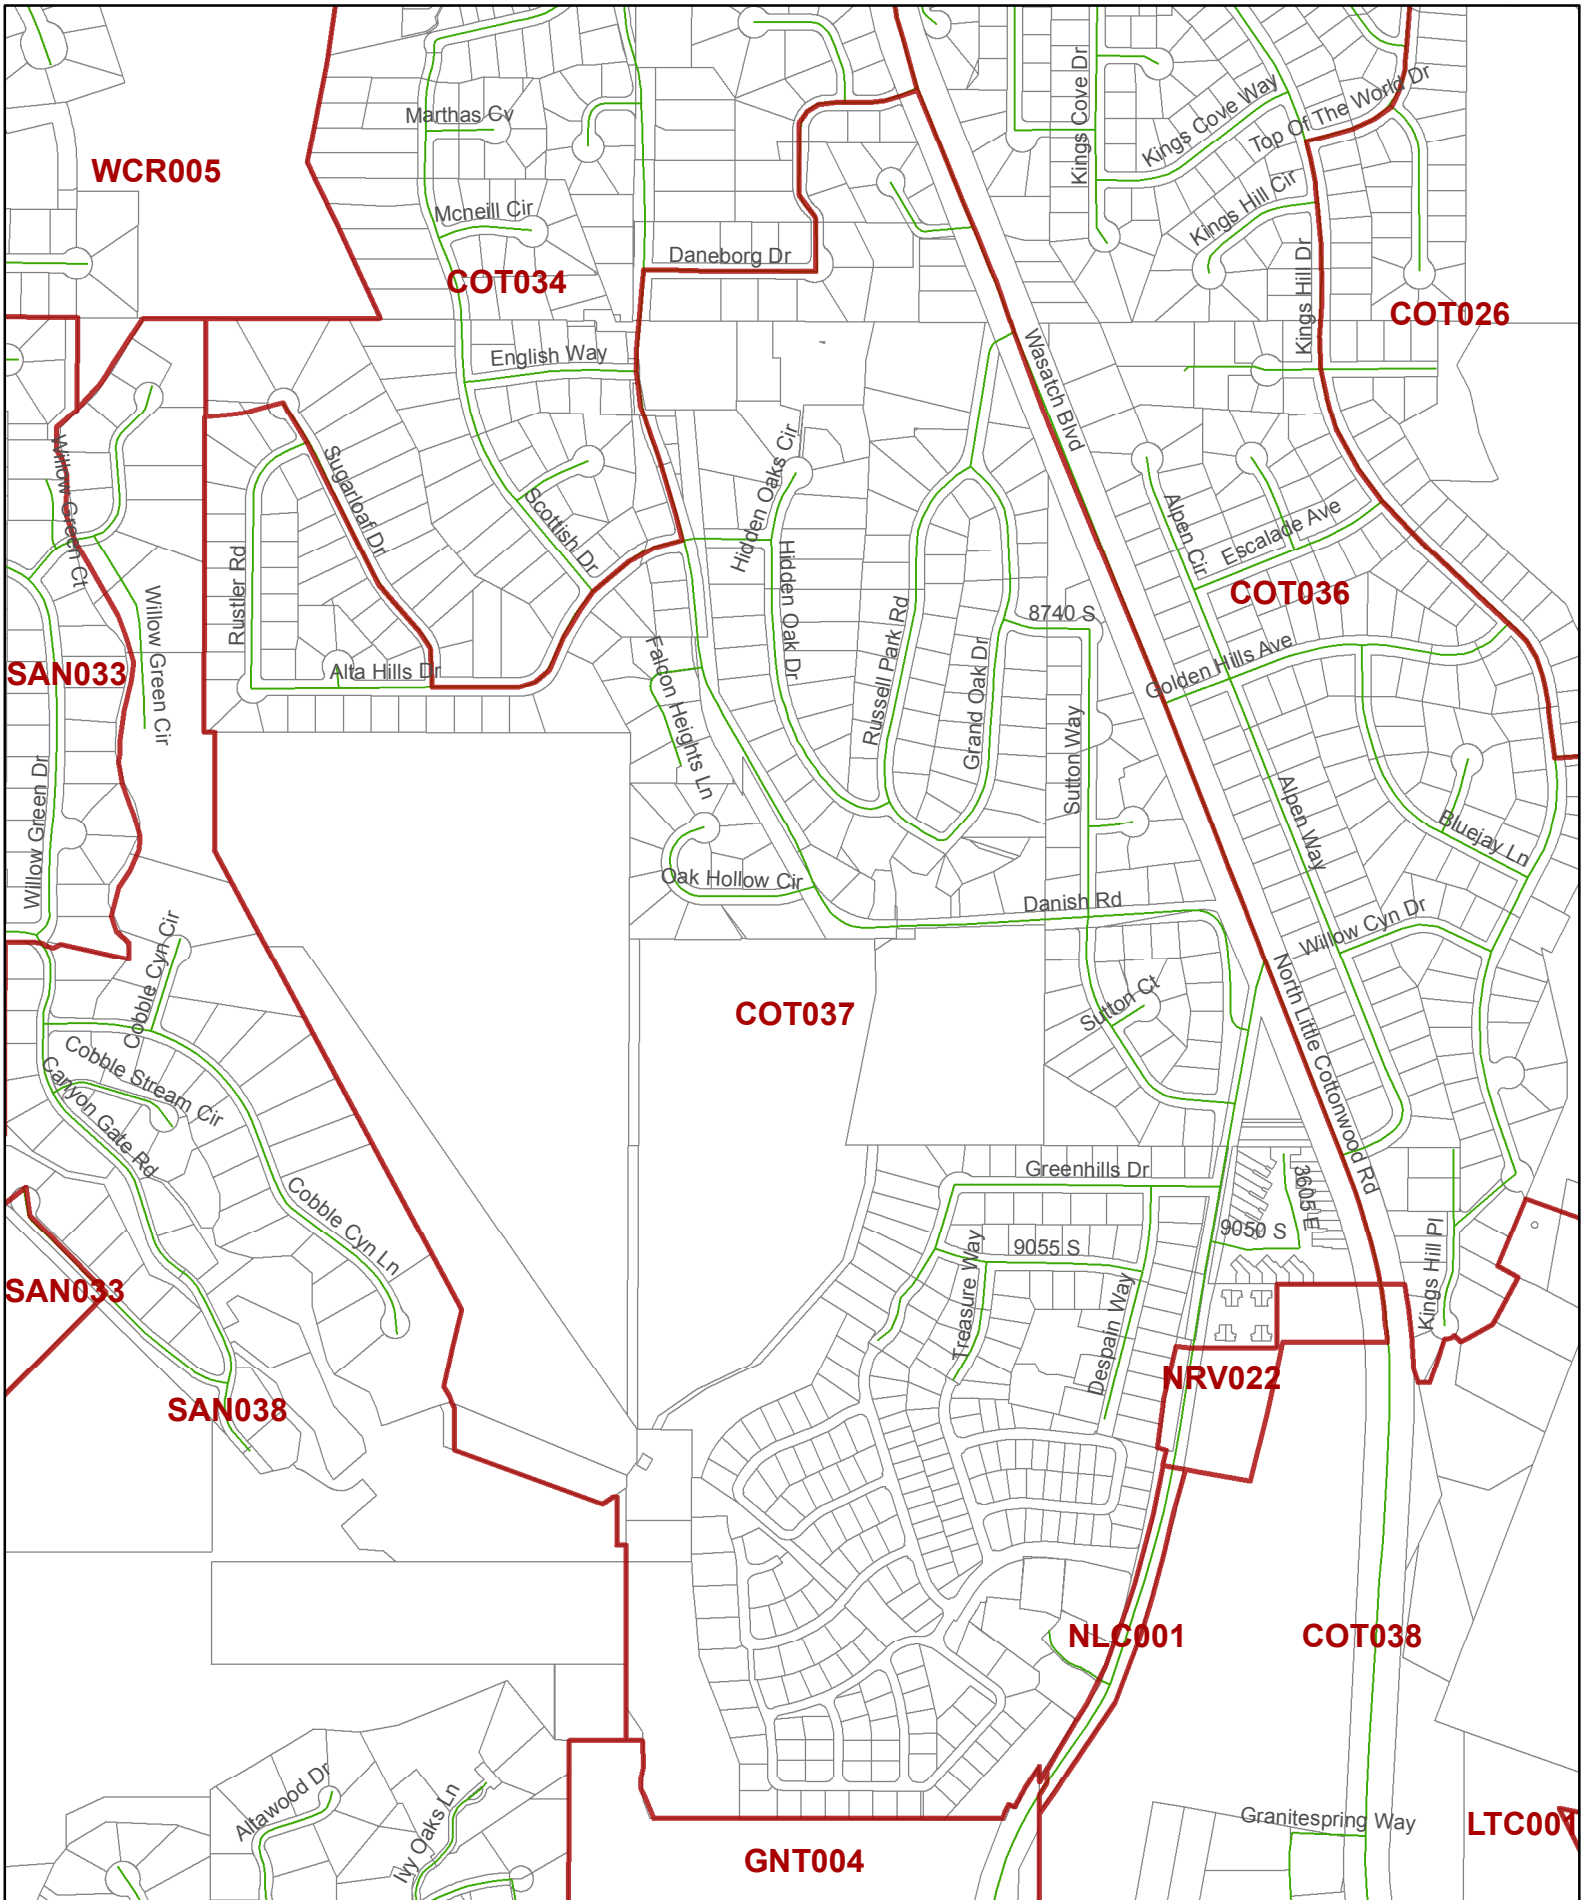 Marthas Cv
Kings Cove Dr
Kings Cove Way
Top Of The World Dr
WCR005
Mcneill Cir
Kings Hill Cir
Daneborg Dr
COT034
Kings Hill Dr
COT026
English Way
Wasatch Blvd
Willow Green Ct
Sugarloaf Dr
Scottish Dr
Hidden Oaks Cir
Alpen Cir
Escalade Ave
COT036
Rustler Rd
Hidden Oak Dr
8740 S
Willow Green Cir
SAN033
Alta Hills Dr
Falcon Heights Ln
Russell Park Rd
Grand Oak Dr
Golden Hills Ave
Sutton Way
Willow Green Dr
Alpen Way
Bluejay Ln
Oak Hollow Cir
Danish Rd
Willow Cyn Dr
Cobble Cyn Cir
COT037
Sutton Ct
North Little Cottonwood Rd
Cobble Stream Cir
Canyon Gate Rd
Greenhills Dr
3605 E
Cobble Cyn Ln
9055 S
9050 S
Treasure Way
Despain Way
Kings Hill Pl
SAN033
NRV022
SAN038
NLC001
COT038
Altawood Dr
Ivy Oaks Ln
Granitespring Way
LTC001
GNT004